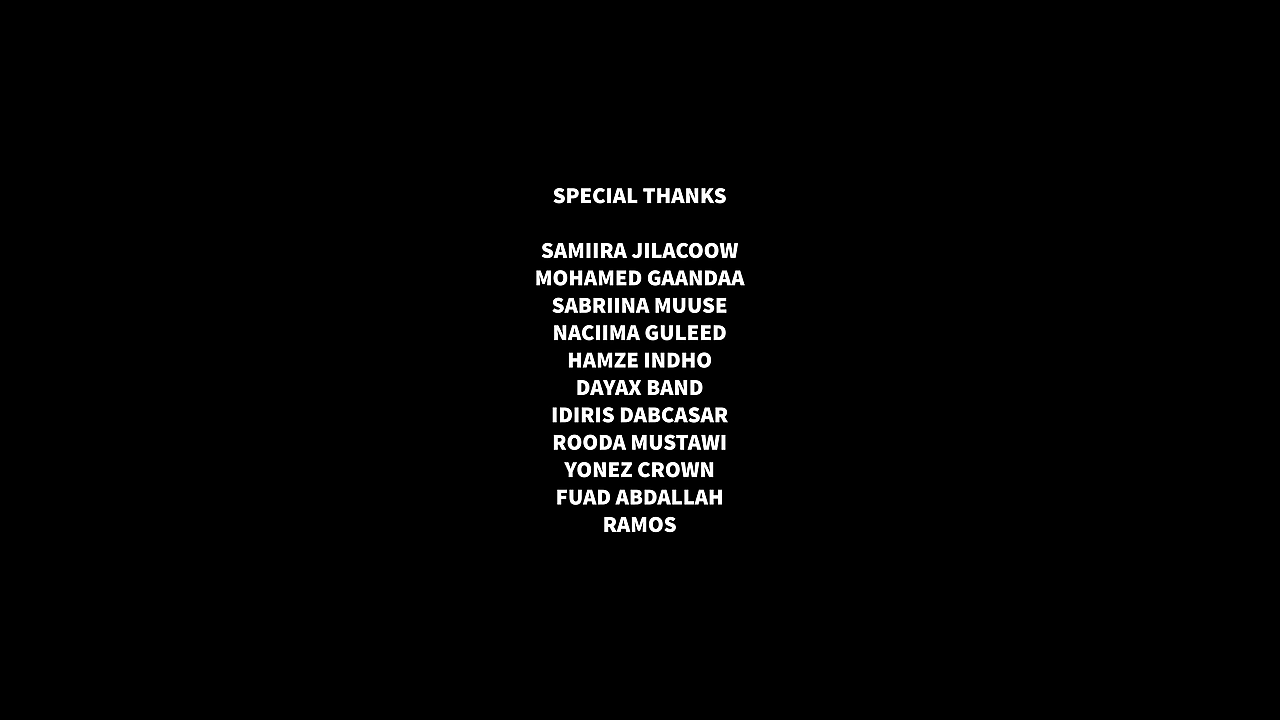 SPECIAL THANKS
SAMIIRA JILACOOW
MOHAMED GAANDAA
SABRIINA MUUSE
NACIIMA GULEED
HAMZE INDHO
DAYAX BAND
IDIRIS DABCASAR
ROODA MUSTAWI
YONEZ CROWN
FUAD ABDALLAH
RAMOS